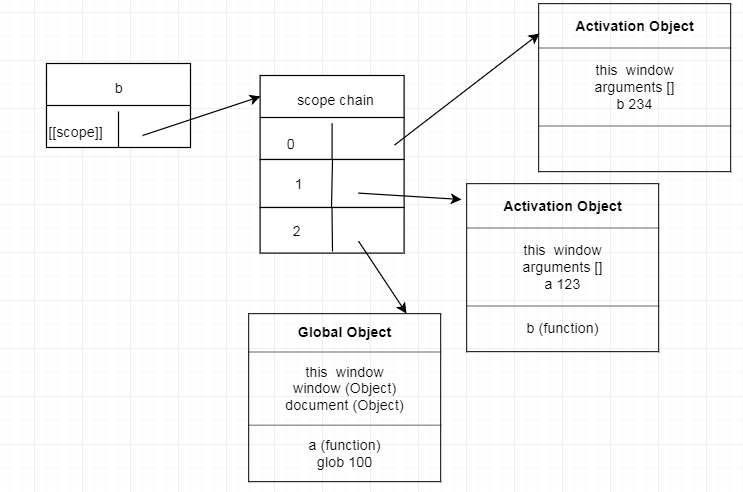 b
[[scope]]
scope chain
0
1
2
Activation Object
this window
arguments []
b 234
Activation Object
this window
arguments []
a 123
b (function)
Global Object
this window
window (Object)
document (Object)
a (function)
glob 100